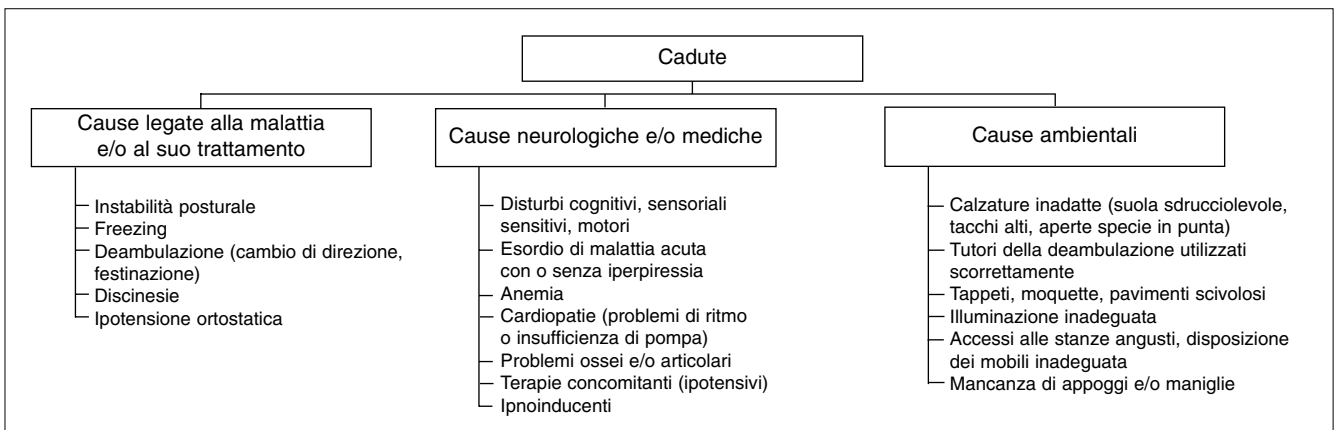 Cadute
Cause legate alla malattia
e/o al suo trattamento
Instabilità posturale
Freezing
Deambulazione (cambio di direzione,
festinazione)
Discinesie
Ipotensione ortostatica
Cause neurologiche e/o mediche
Disturbi cognitivi, sensoriali
sensitivi, motori
Esordio di malattia acuta
con o senza iperpiressia
Anemia
Cardiopatie (problemi di ritmo
o insufficienza di pompa)
Problemi ossei e/o articolari
Terapie concomitanti (ipotensivi)
Ipnoinducenti
Cause ambientali
Calzature inadatte (suola sdrucciolevole,
tacchi alti, aperte specie in punta)
Tutori della deambulazione utilizzati
scorrettamente
Tappeti, moquette, pavimenti scivolosi
Illuminazione inadeguata
Accessi alle stanze angusti, disposizione
dei mobili inadeguata
Mancanza di appoggi e/o maniglie